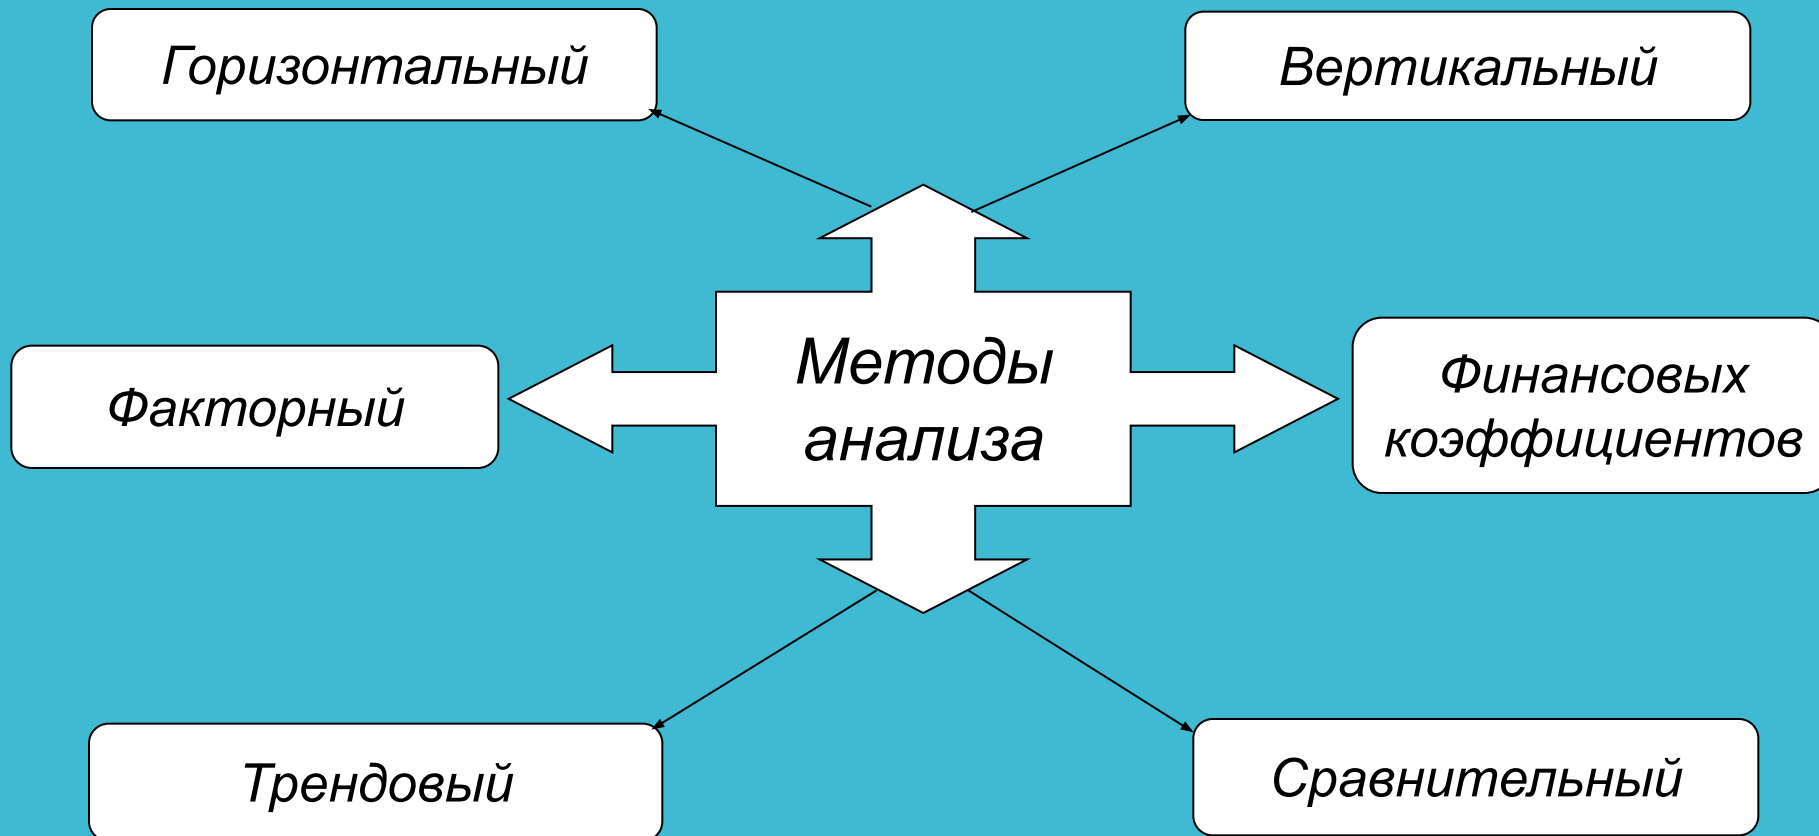 Горизонтальный
Вертикальный
Методы
анализа
Факторный
Финансовых
коэффициентов
Трендовый
Сравнительный